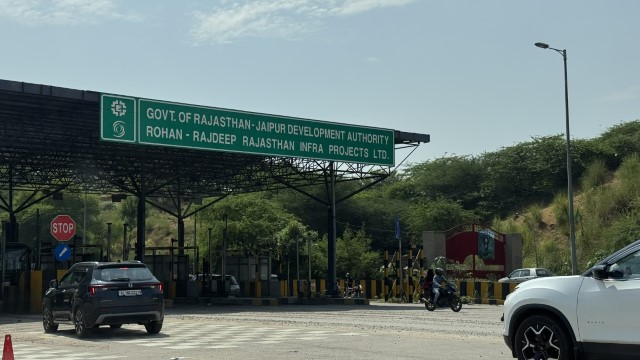 GOVT. OF RAJASTHAN-JAIPUR DEVELOPMENT AUTHORITY
ROHAN - RAJDEEP RAJASTHAN INFRA PROJECTS LTD.
STOP